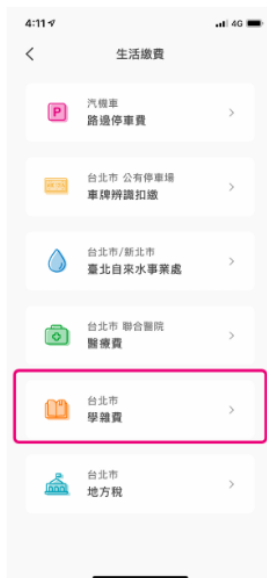 4:11
4G
生活繳費
P
汽機車
路邊停車費
台北市 公有停車場
車牌辨識扣繳
台北市/新北市
臺北自來水事業處
台北市 聯合醫院
醫療費
台北市
學雜費
台北市
地方稅